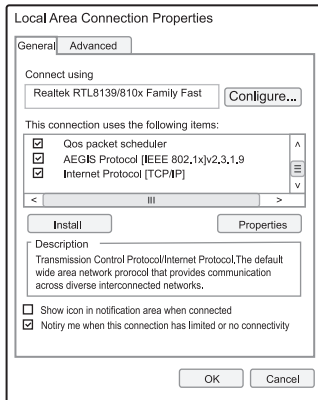 Local Area Connection Properties
General Advanced
Connect using
Realtek RTL8139/810x Family Fast
Configure...
This connection uses the following items:
Qos packet scheduler
AEGIS Protocol [IEEE 802.1x]v2.3.1.9
Internet Protocol [TCP/IP]
Install Properties
Description
Transmission Control Protocol/Internet Protocol.The default
wide area network prorocol that provides communication
across diverse interconnected networks.
Show icon in notification area when connected
Notiry me when this connection has limited or no connectivity
OK Cancel